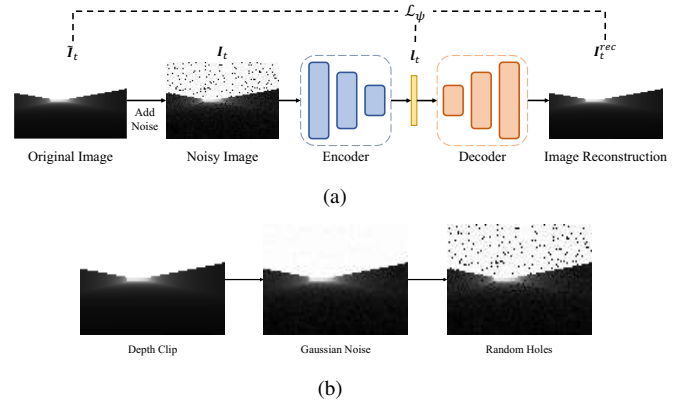 𝓛_ψ
Ī_t
I_t
l_t
I_t^{rec}
Add
Noise
Original Image
Noisy Image
Encoder
Decoder
Image Reconstruction
(a)
Depth Clip
Gaussian Noise
Random Holes
(b)